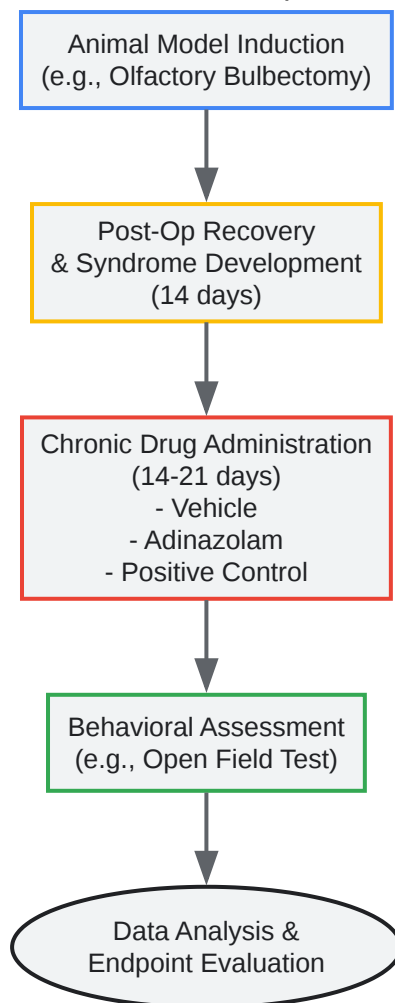 Animal Model Induction
(e.g., Olfactory Bulbectomy)
Post-Op Recovery
& Syndrome Development
(14 days)
Chronic Drug Administration
(14-21 days)
- Vehicle
- Adinazolam
- Positive Control
Behavioral Assessment
(e.g., Open Field Test)
Data Analysis &
Endpoint Evaluation